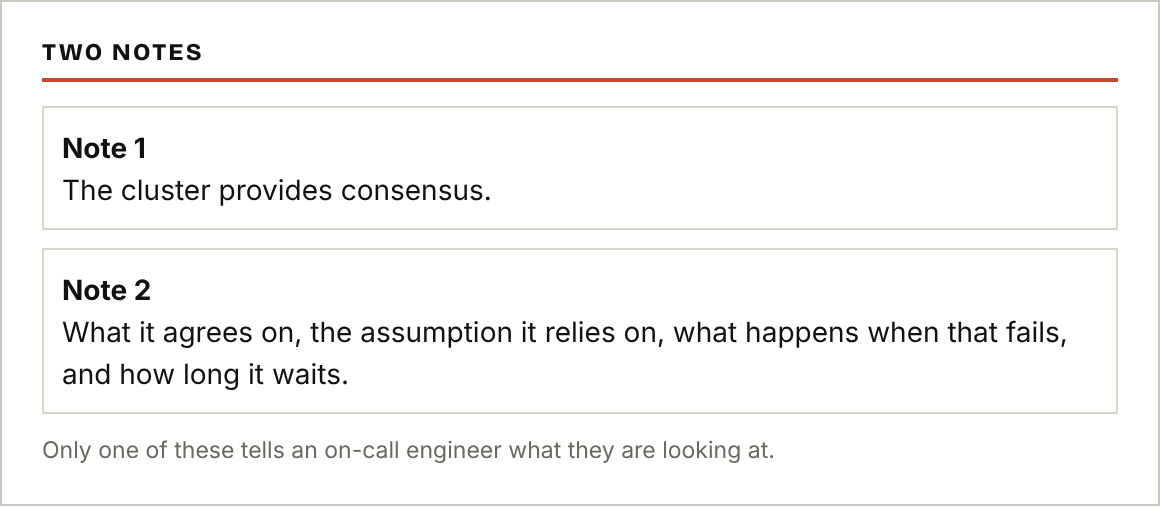 TWO NOTES
Note 1
The cluster provides consensus.
Note 2
What it agrees on, the assumption it relies on, what happens when that fails,
and how long it waits.
Only one of these tells an on-call engineer what they are looking at.